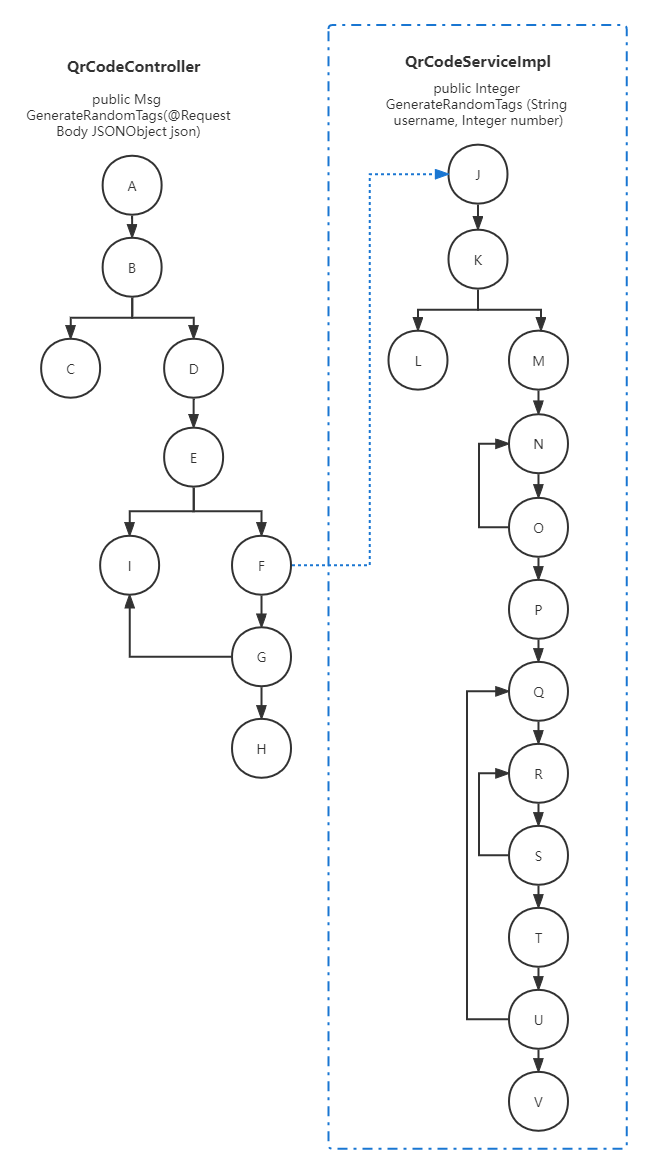 QrCodeController
public Msg
GenerateRandomTags(@Request
Body JSONObject json)
A
B
C
D
E
I
F
G
H
QrCodeServiceImpl
public Integer
GenerateRandomTags (String
username, Integer number)
J
K
L
M
N
O
P
Q
R
S
T
U
V